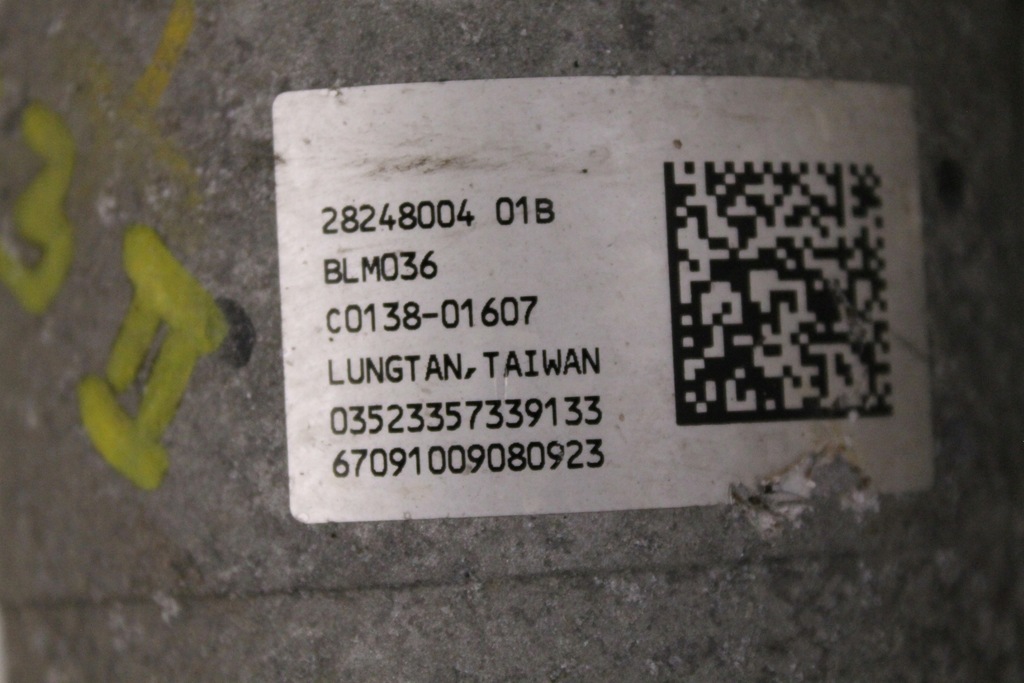 28248004 01B
BLM036
C0138-01607
LUNGTAN, TAIWAN
03523357339133
67091009080923